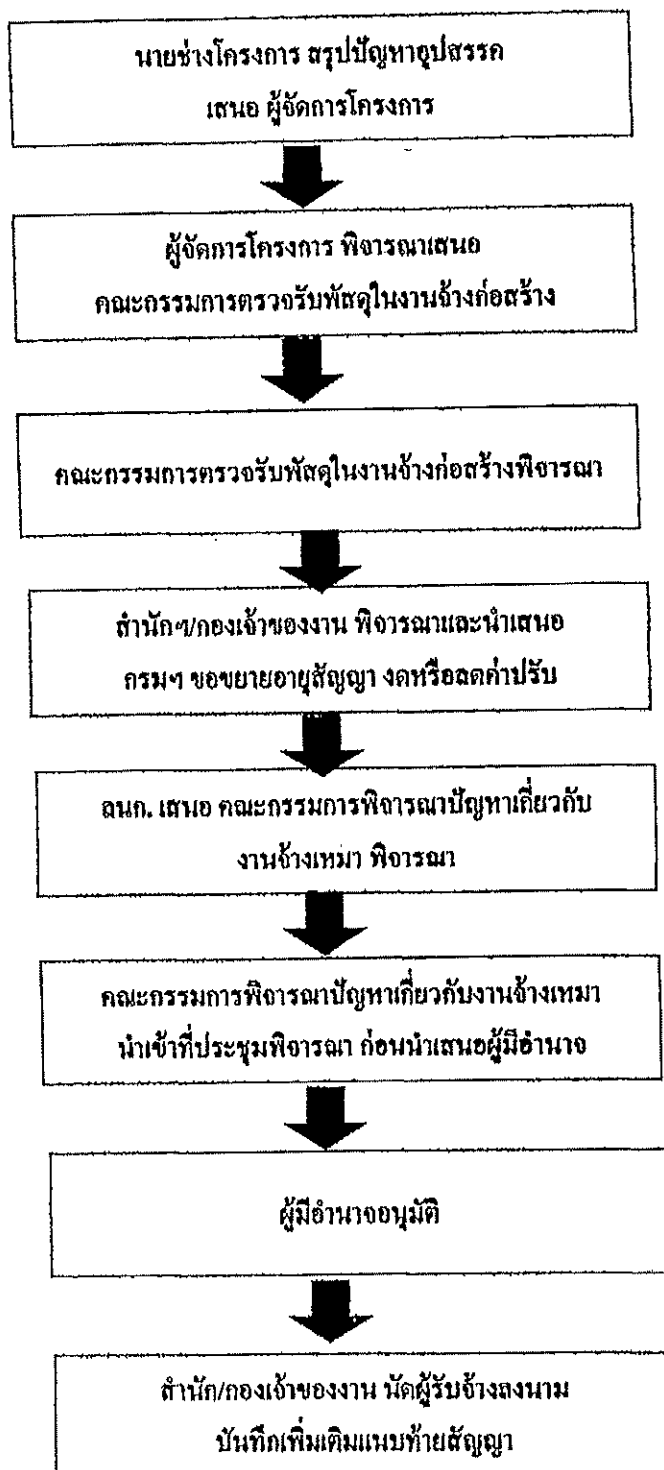 นายช่างโครงการ สรุปปัญหาอุปสรรค
เสนอ ผู้จัดการโครงการ
ผู้จัดการโครงการ พิจารณาเสนอ
คณะกรรมการตรวจรับพัสดุในงานจ้างก่อสร้าง
คณะกรรมการตรวจรับพัสดุในงานจ้างก่อสร้างพิจารณา
สำนักฯ/กองเจ้าของงาน พิจารณาและนำเสนอ
กรมฯ ขอขยายอายุสัญญา งดหรือลดค่าปรับ
ลนก. เสนอ คณะกรรมการพิจารณาปัญหาเกี่ยวกับ
งานจ้างเหมา พิจารณา
คณะกรรมการพิจารณาปัญหาเกี่ยวกับงานจ้างเหมา
นำเข้าที่ประชุมพิจารณา ก่อนนำเสนอผู้มีอำนาจ
ผู้มีอำนาจอนุมัติ
สำนัก/กองเจ้าของงาน นัดผู้รับจ้างลงนาม
บันทึกเพิ่มเติมแนบท้ายสัญญา